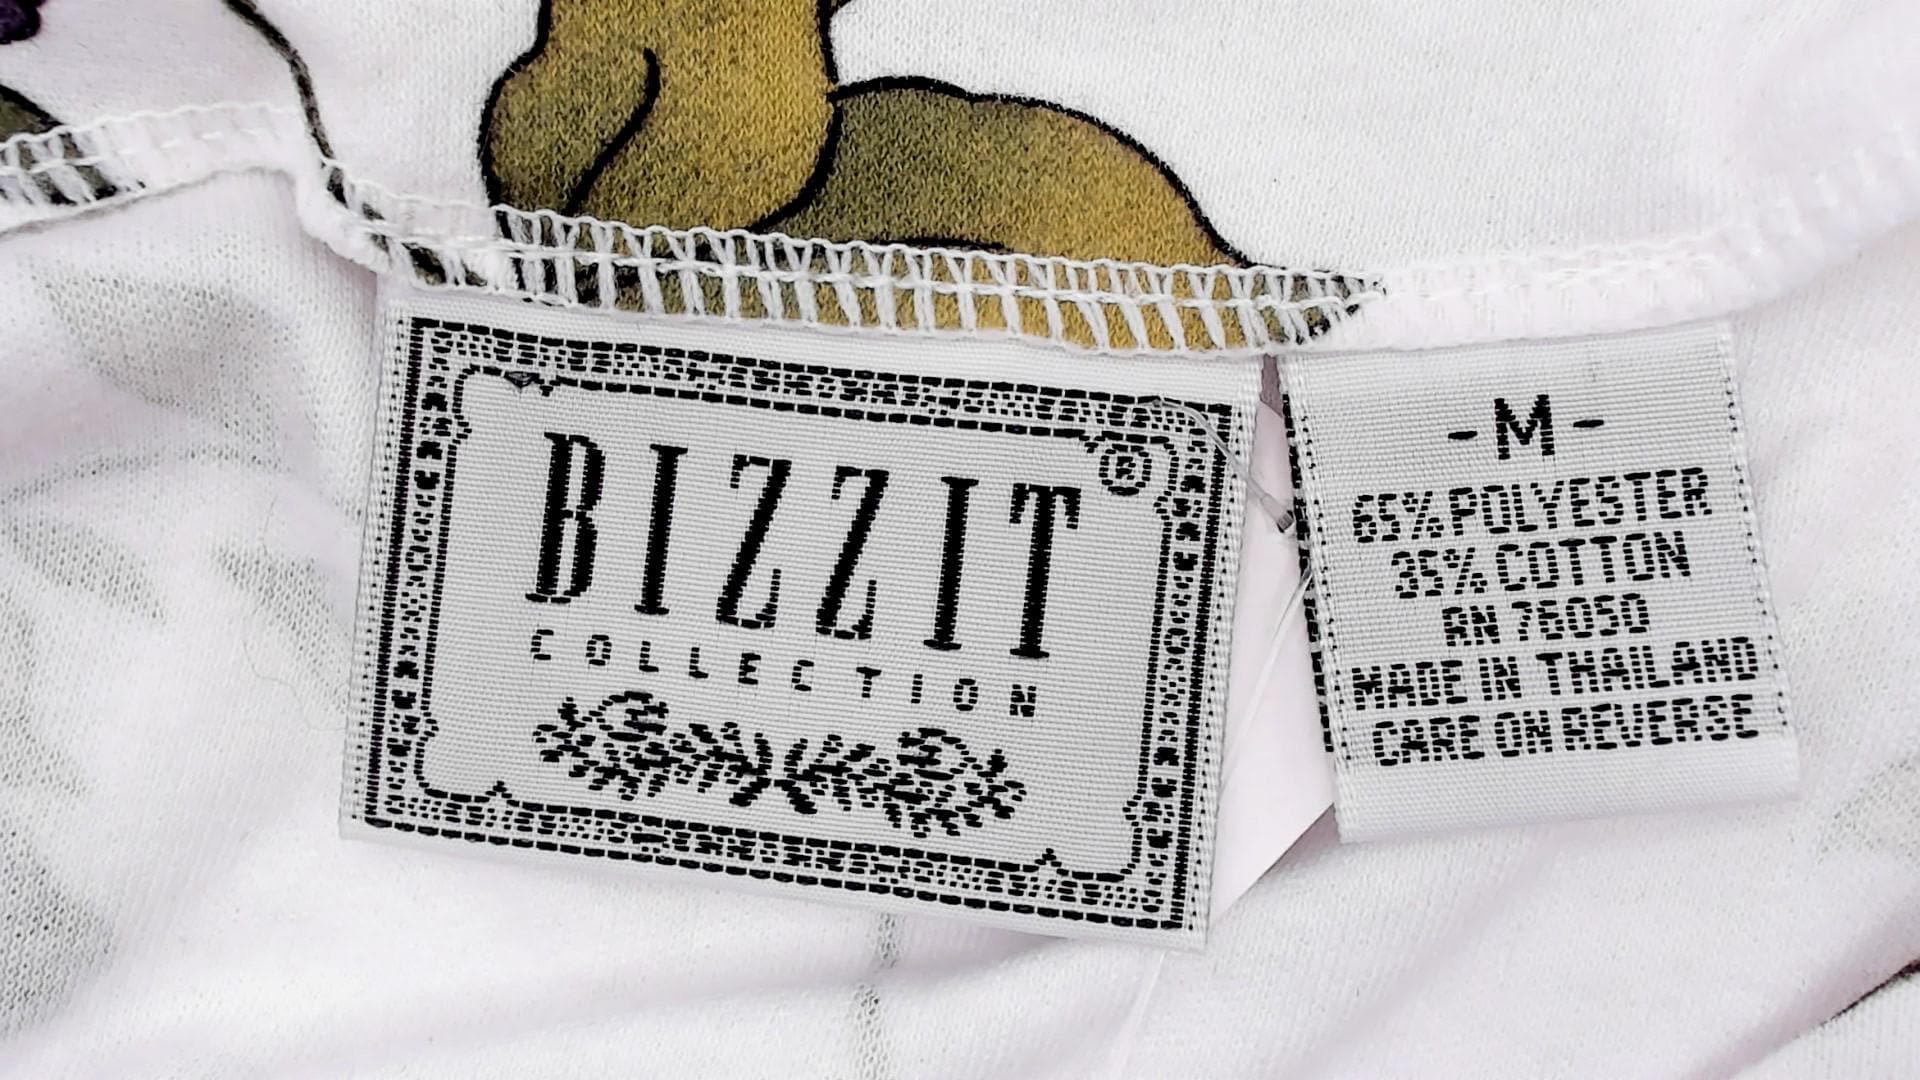 BIZZIT®
COLLECTION
-M-
65% POLYESTER
35% COTTON
RN 76050
MADE IN THAILAND
CARE ON REVERSE